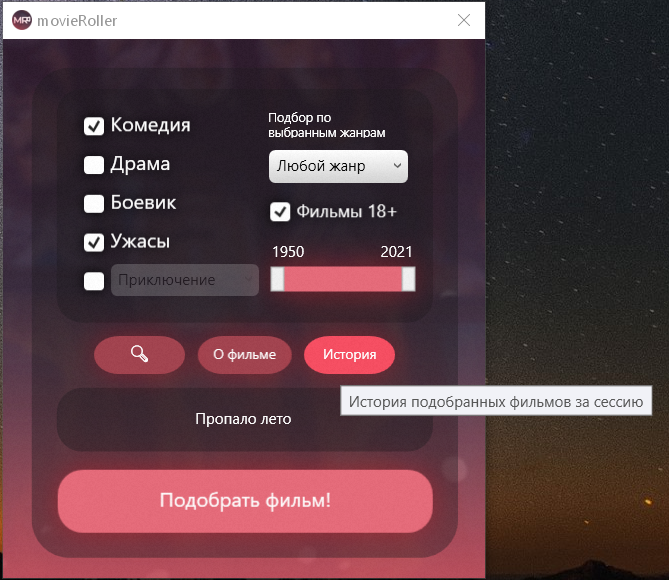 MRP movieRoller
Комедия
Драма
Боевик
Ужасы
Приключение
Подбор по
выбранным жанрам
Любой жанр
Фильмы 18+
1950 2021
О фильме
История
История подобранных фильмов за сессию
Пропало лето
Подобрать фильм!